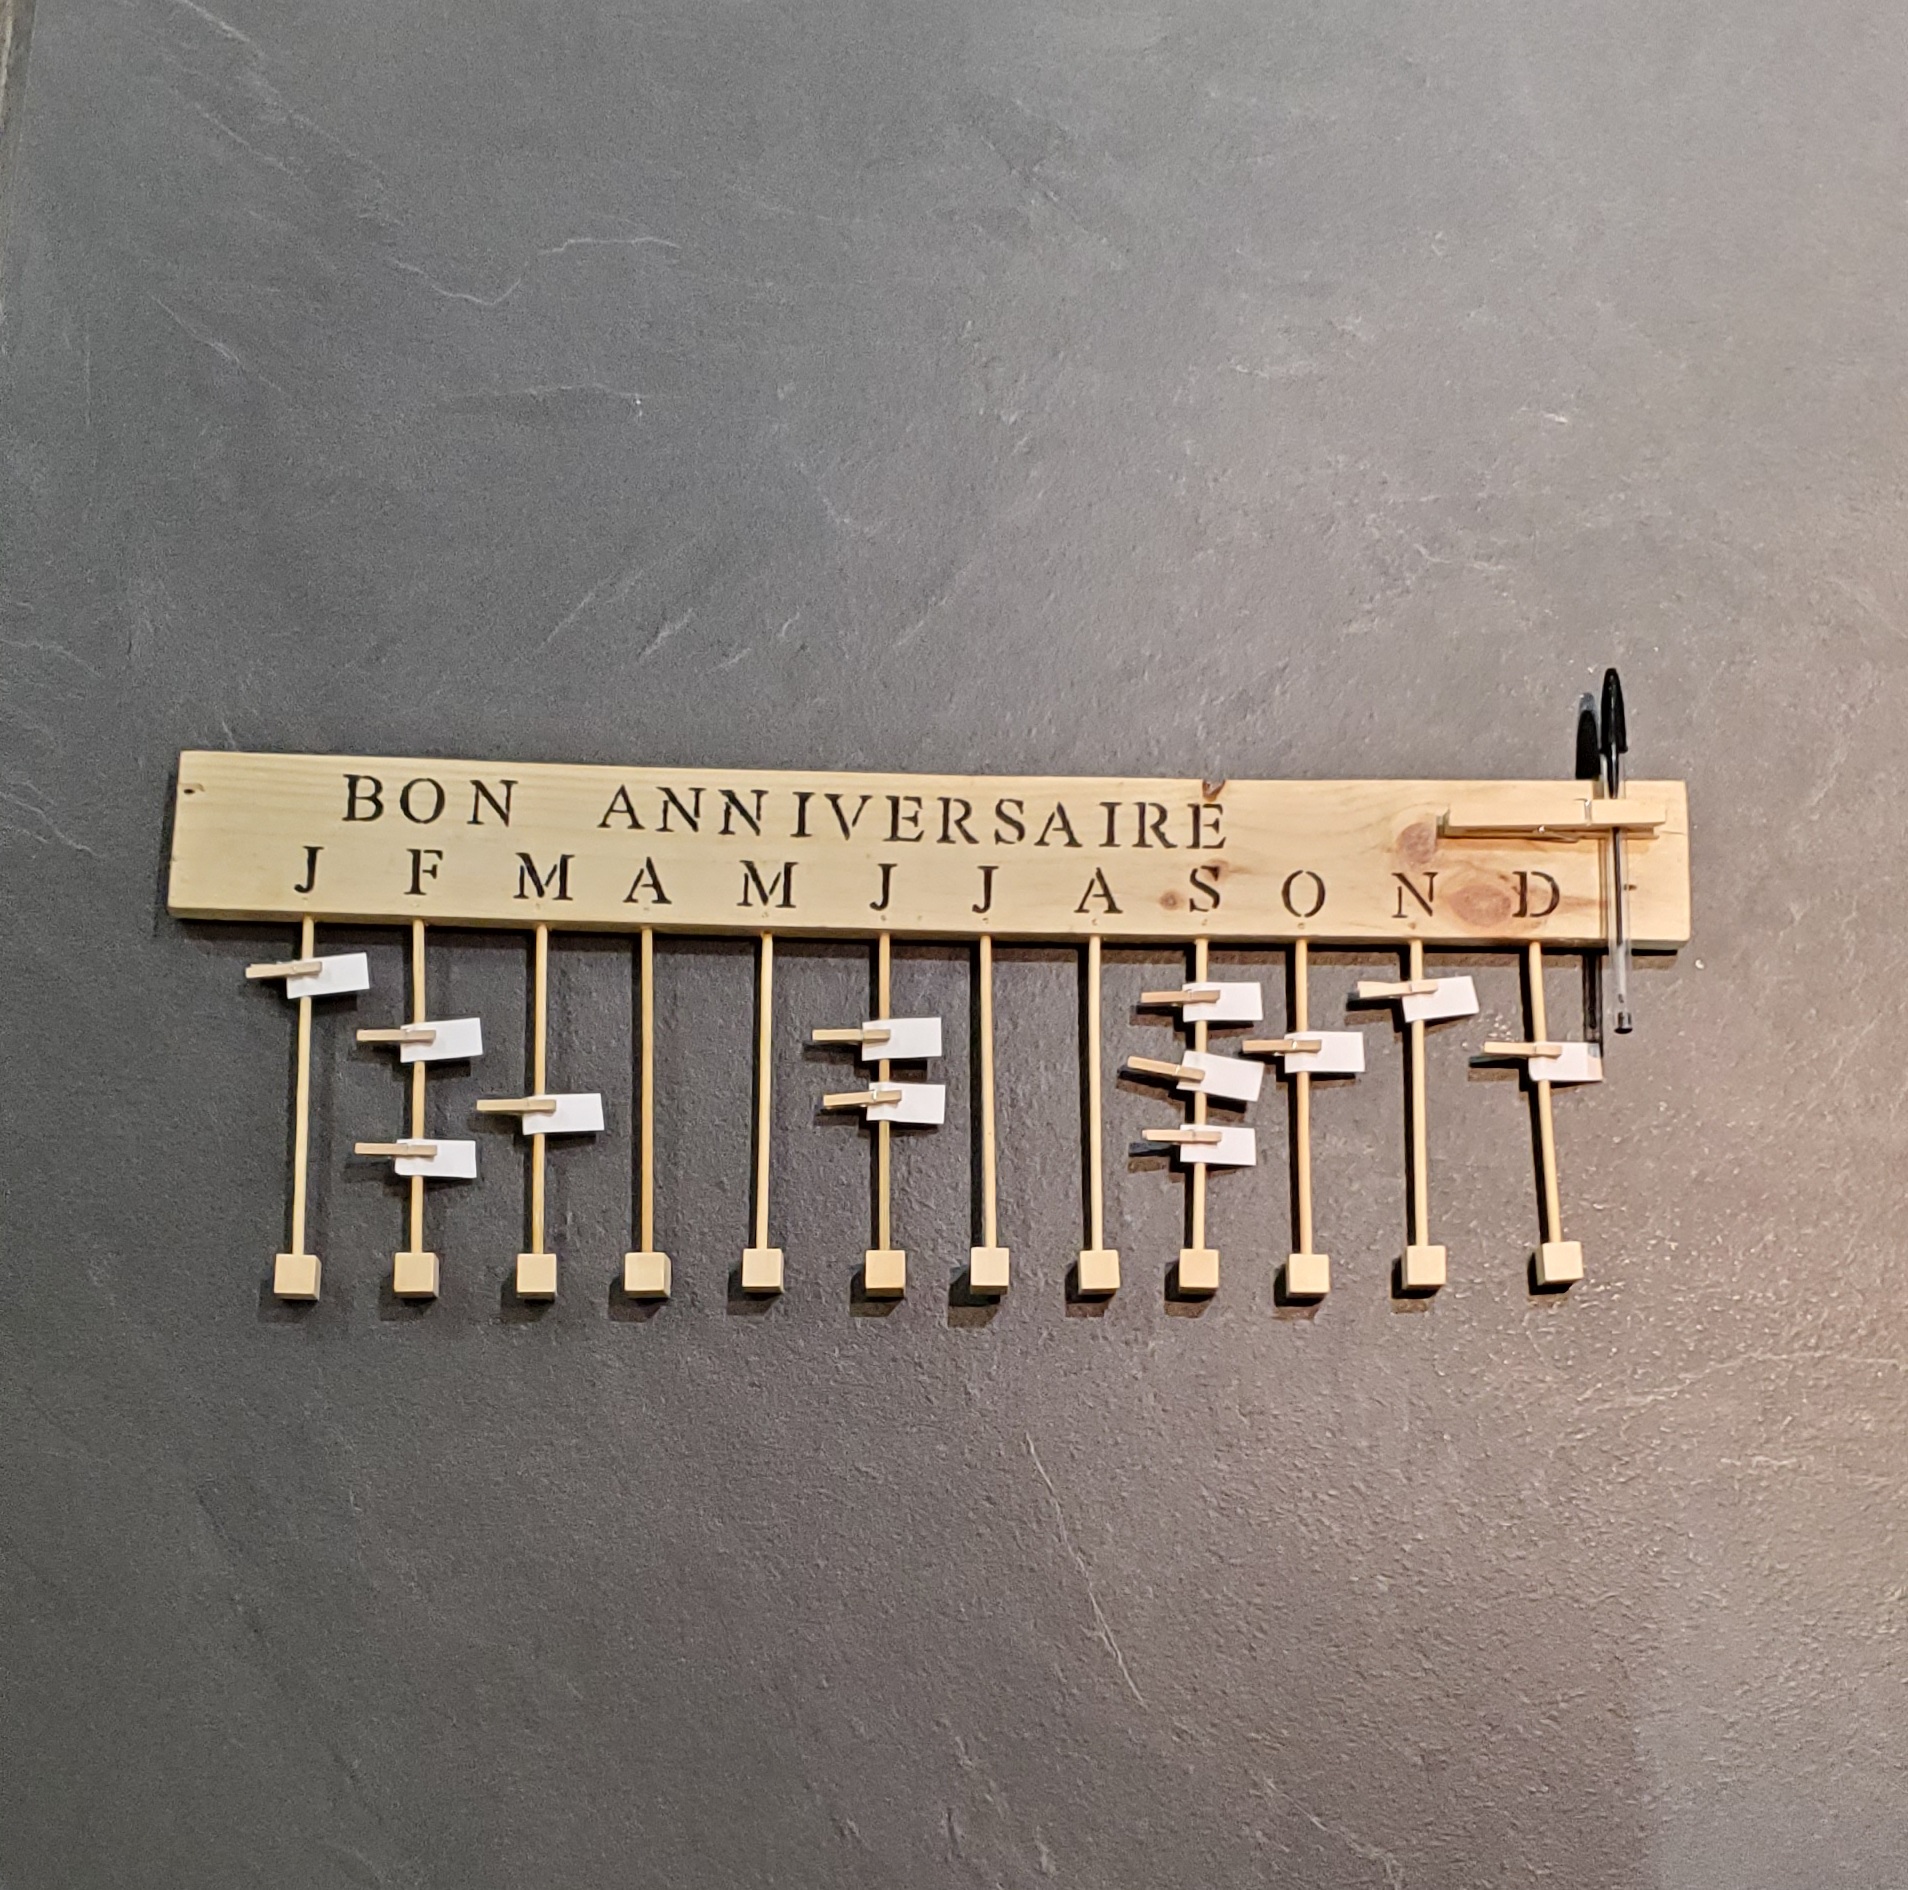 BON ANNIVERSAIRE
J F M A M J J A S O N D